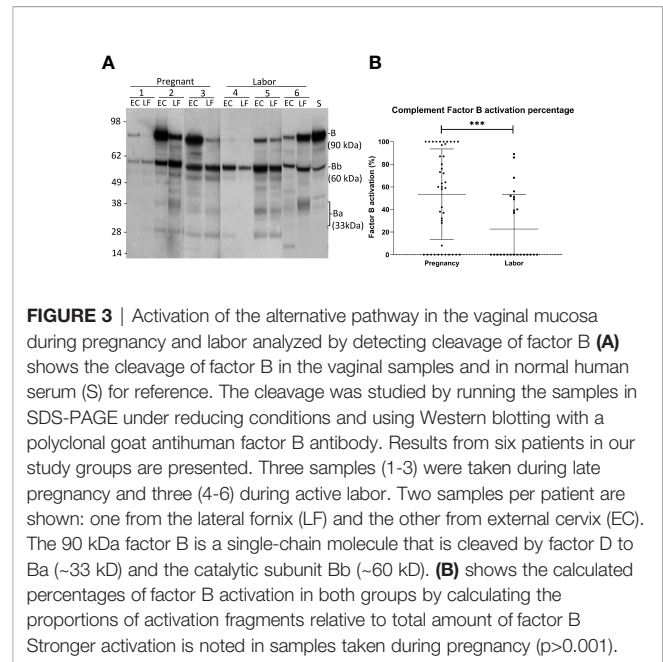 A
Pregnant Labor
1 2 3 4 5 6
EC LF EC LF EC LF EC LF EC LF EC LF S
98
62
49
38
28
14
-B
(90 kDa)
-Bb
(60 kDa)
-Ba
(33kDa)
B
Complement Factor B activation percentage
***
Factor B activation (%)
100
80
60
40
20
0
Pregnancy Labor
FIGURE 3 | Activation of the alternative pathway in the vaginal mucosa
during pregnancy and labor analyzed by detecting cleavage of factor B (A)
shows the cleavage of factor B in the vaginal samples and in normal human
serum (S) for reference. The cleavage was studied by running the samples in
SDS-PAGE under reducing conditions and using Western blotting with a
polyclonal goat antihuman factor B antibody. Results from six patients in our
study groups are presented. Three samples (1-3) were taken during late
pregnancy and three (4-6) during active labor. Two samples per patient are
shown: one from the lateral fornix (LF) and the other from external cervix (EC).
The 90 kDa factor B is a single-chain molecule that is cleaved by factor D to
Ba (~33 kD) and the catalytic subunit Bb (~60 kD). (B) shows the calculated
percentages of factor B activation in both groups by calculating the
proportions of activation fragments relative to total amount of factor B
Stronger activation is noted in samples taken during pregnancy (p>0.001).